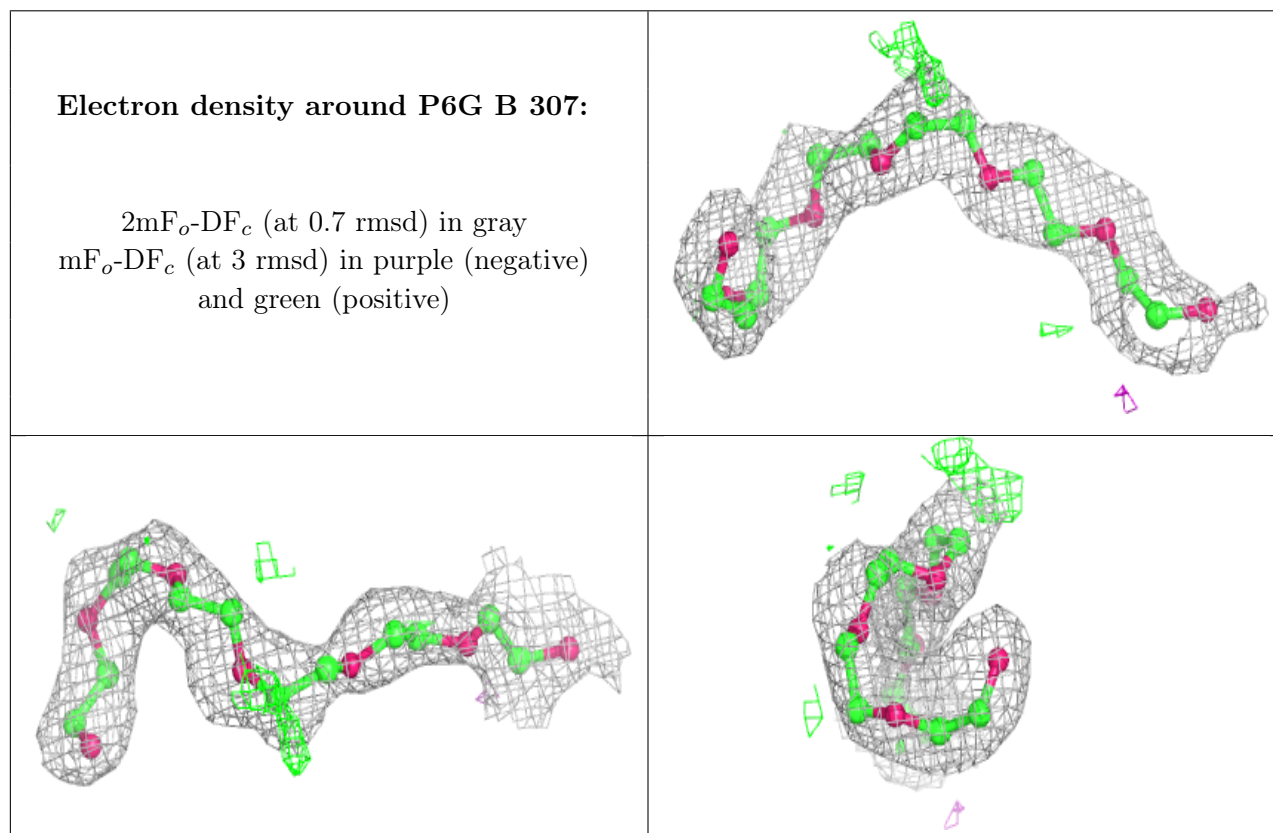 Electron density around P6G B 307:
2mFₒ-DF𝒸 (at 0.7 rmsd) in gray
mFₒ-DF𝒸 (at 3 rmsd) in purple (negative)
and green (positive)